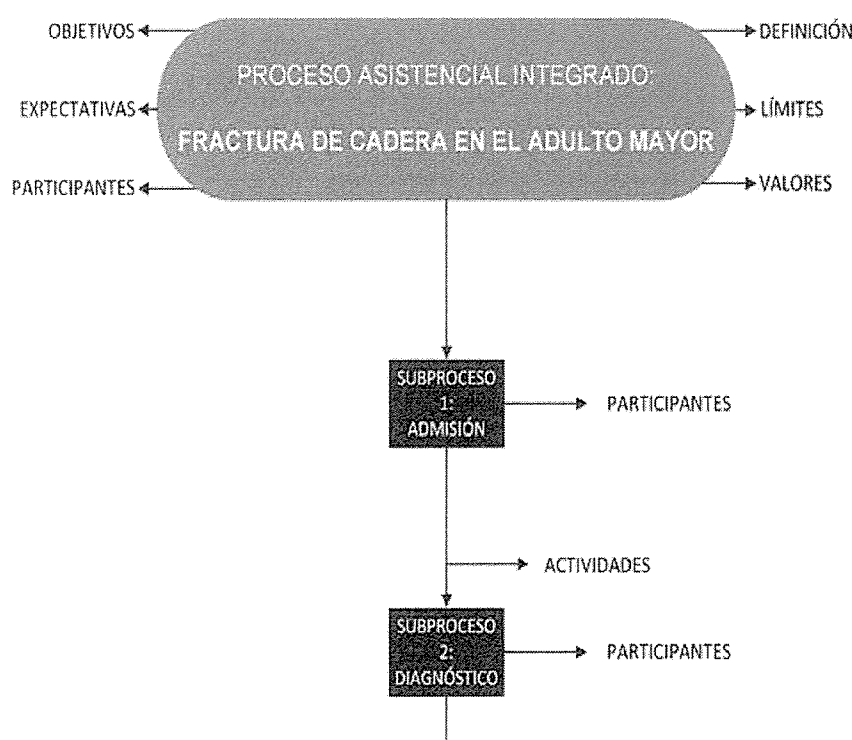 OBJETIVOS
DEFINICIÓN
PROCESO ASISTENCIAL INTEGRADO:
EXPECTATIVAS
LÍMITES
FRACTURA DE CADERA EN EL ADULTO MAYOR
PARTICIPANTES
VALORES
SUBPROCESO
1:
ADMISIÓN
PARTICIPANTES
ACTIVIDADES
SUBPROCESO
2:
DIAGNÓSTICO
PARTICIPANTES